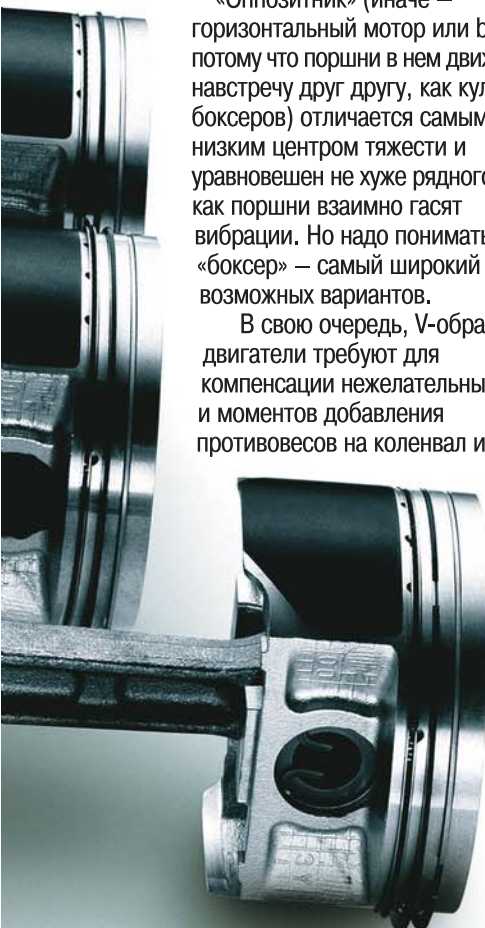 «Оппозитник» (иначе –
горизонтальный мотор или b
потому что поршни в нем движ
навстречу друг другу, как кул
боксеров) отличается самым
низким центром тяжести и
уравновешен не хуже рядного
как поршни взаимно гасят
вибрации. Но надо понимать
«боксер» – самый широкий
возможных вариантов.
В свою очередь, V-обра
двигатели требуют для
компенсации нежелательны
и моментов добавления
противовесов на коленвал и